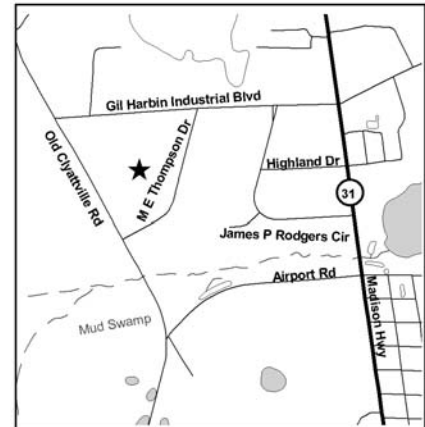 Gil Harbin Industrial Blvd
Old Clyattville Rd
M E Thompson Dr
Highland Dr
31
James P Rodgers Cir
Airport Rd
Madison Hwy
Mud Swamp